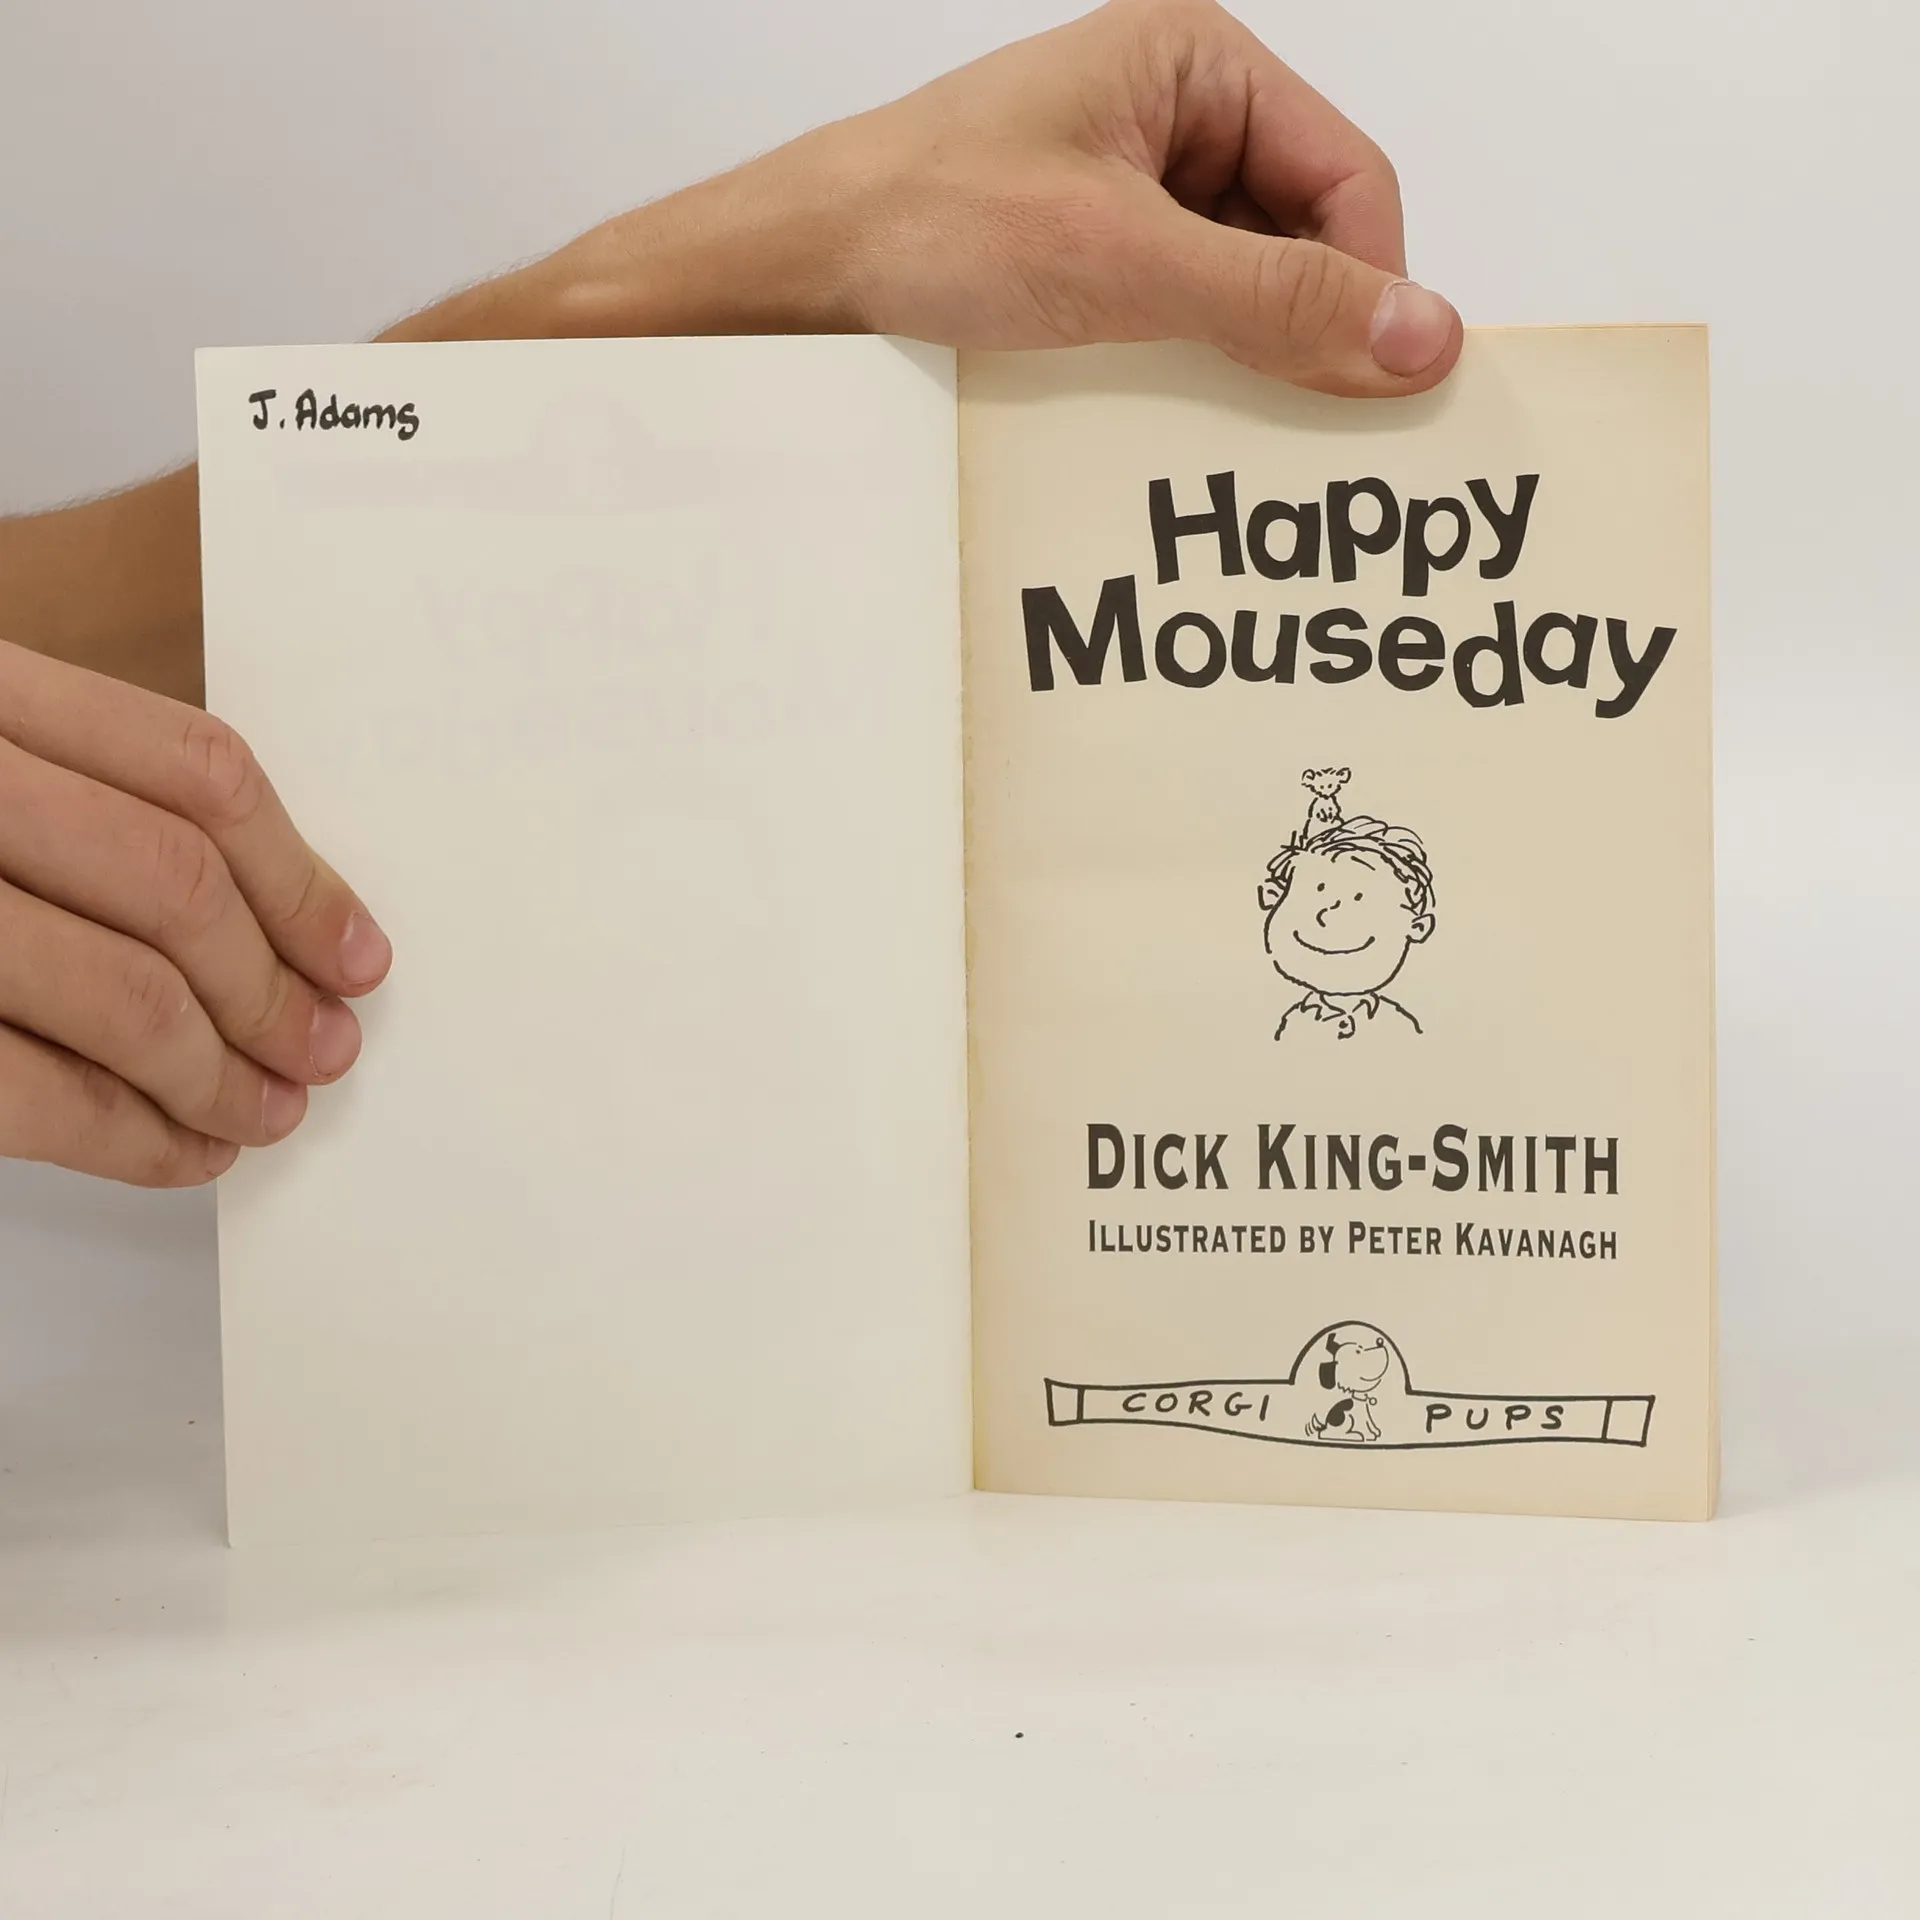 J. Adams
Happy
Mouseday
DICK KING-SMITH
ILLUSTRATED BY PETER KAVANAGH
CORGI PUPS